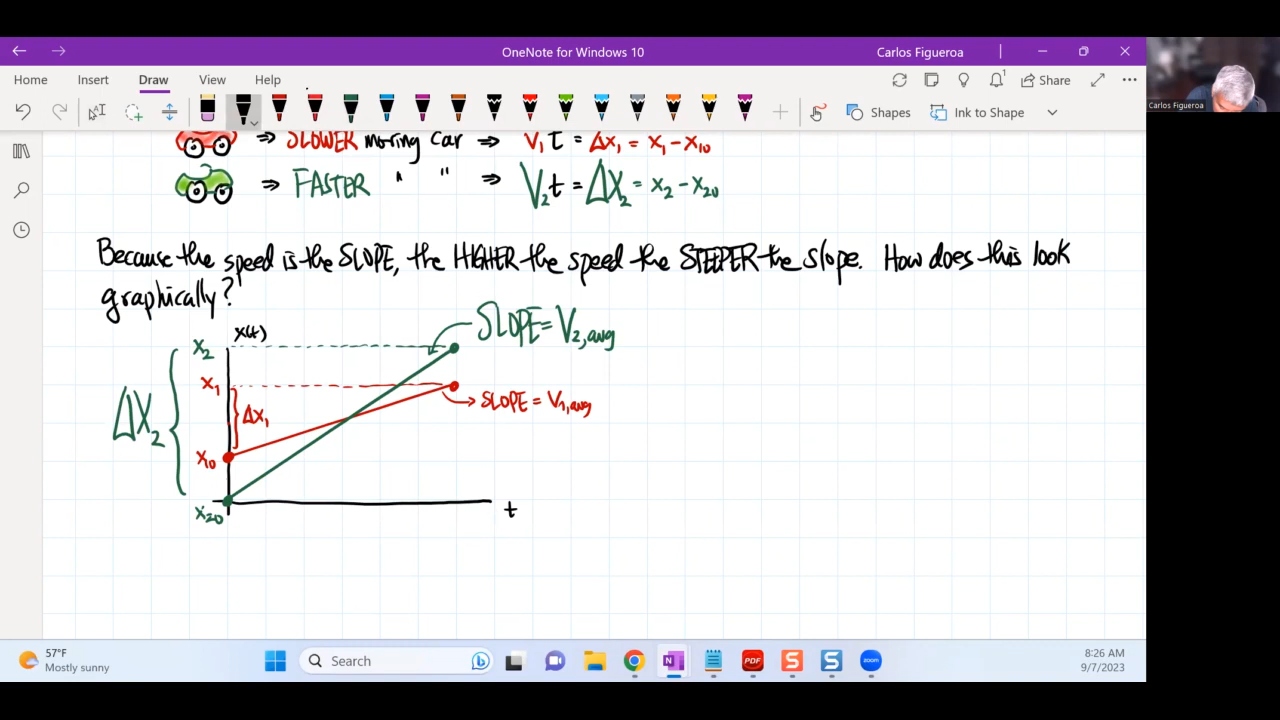 OneNote for Windows 10
Carlos Figueroa
Home Insert Draw View Help
Share
Shapes Ink to Shape
Carlos Figueroa
⇒ SLOWER moving car ⇒ V₁t = Δx₁ = x₁ - x₁₀
⇒ FASTER " " ⇒ V₂t = ΔX₂ = x₂ - x₂₀
Because the speed is the SLOPE, the HIGHER the speed the STEEPER the slope. How does this look
graphically?
x(t)
SLOPE = V₂,avg
x₂
x₁
SLOPE = V₁,avg
ΔX₂
Δx₁
x₁₀
x₂₀
t
57°F
Mostly sunny
Search
PDF
S
S
zoom
8:26 AM
9/7/2023